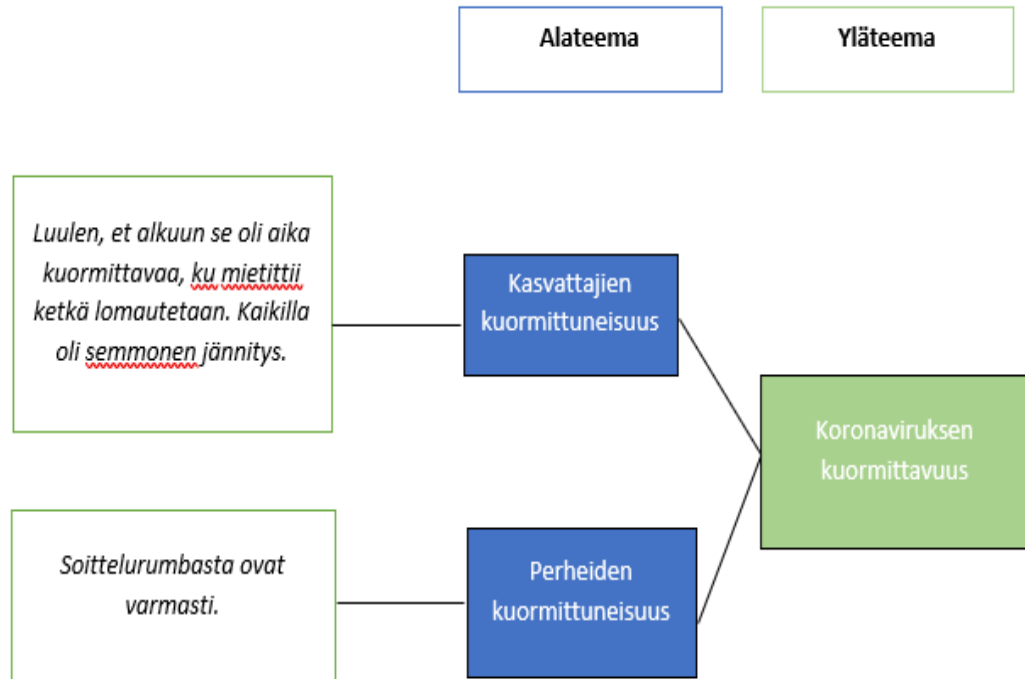 Alateema
Yläteema
Luulen, et alkuun se oli aika
kuormittavaa, ku mietittii
ketkä lomautetaan. Kaikilla
oli semmonen jännitys.
Kasvattajien
kuormittuneisuus
Koronaviruksen
kuormittavuus
Soittelurumbasta ovat
varmasti.
Perheiden
kuormittuneisuus